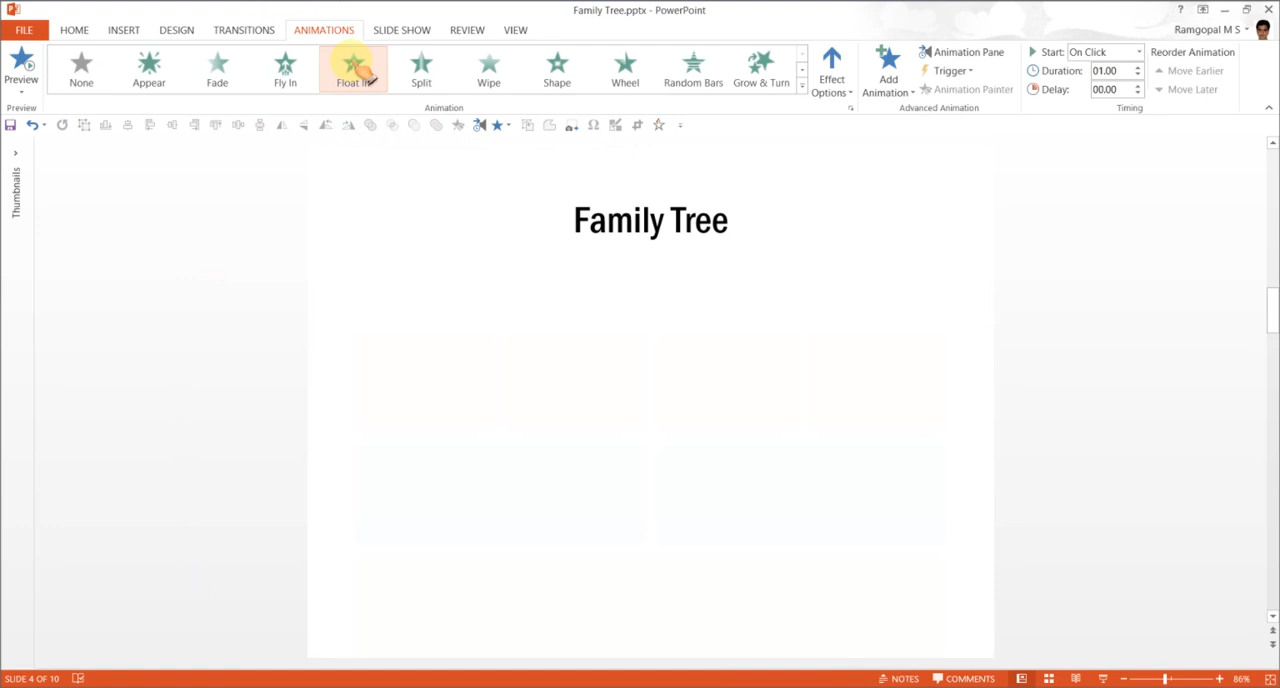 Family Tree.pptx - PowerPoint
?
FILE HOME INSERT DESIGN TRANSITIONS ANIMATIONS SLIDE SHOW REVIEW VIEW
Ramgopal M S
Preview
None Appear Fade Fly In Float In Split Wipe Shape Wheel Random Bars Grow & Turn
Effect
Options
Add
Animation
Animation Pane
Trigger
Animation Painter
Start: On Click
Duration: 01.00
Delay: 00.00
Reorder Animation
Move Earlier
Move Later
Preview Animation Advanced Animation Timing
Thumbnails
Family Tree
SLIDE 4 OF 10 NOTES COMMENTS 86%